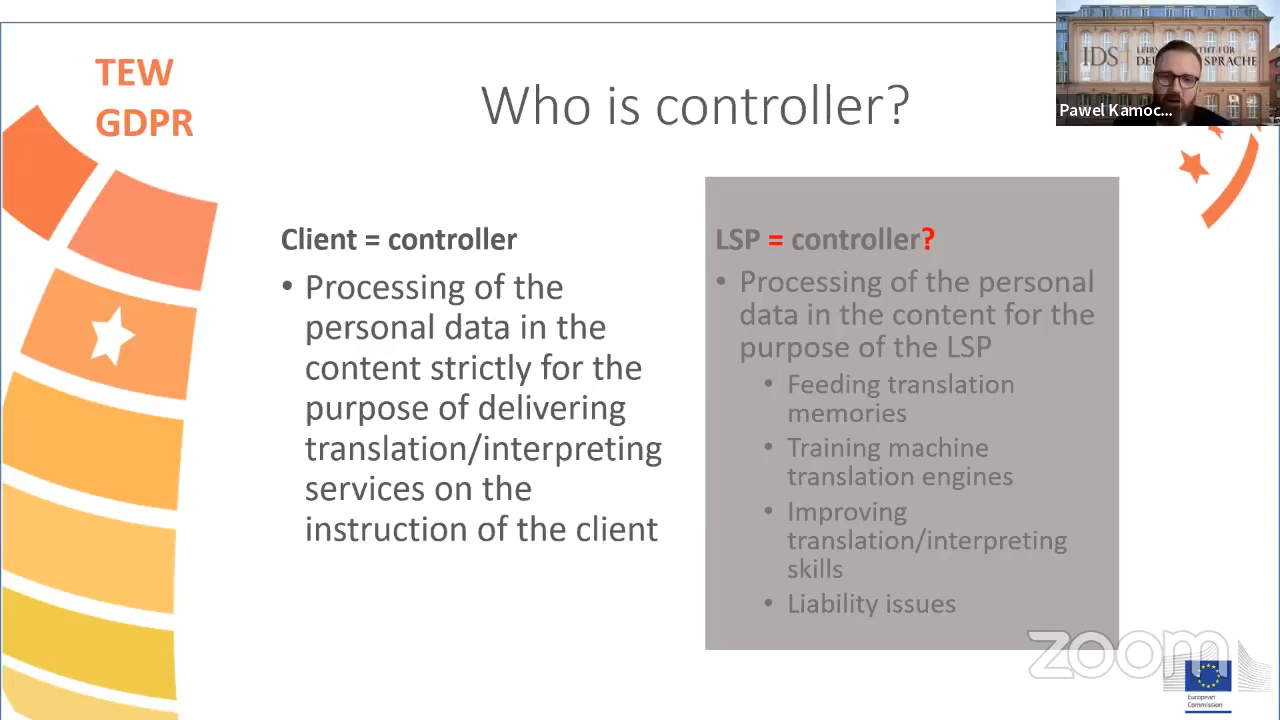 TEW
GDPR
Who is controller?
IDS
Pawel Kamoc...
Client = controller
• Processing of the
personal data in the
content strictly for the
purpose of delivering
translation/interpreting
services on the
instruction of the client
LSP = controller?
• Processing of the personal
data in the content for the
purpose of the LSP
• Feeding translation
memories
• Training machine
translation engines
• Improving
translation/interpreting
skills
• Liability issues
zoom
European
Commission